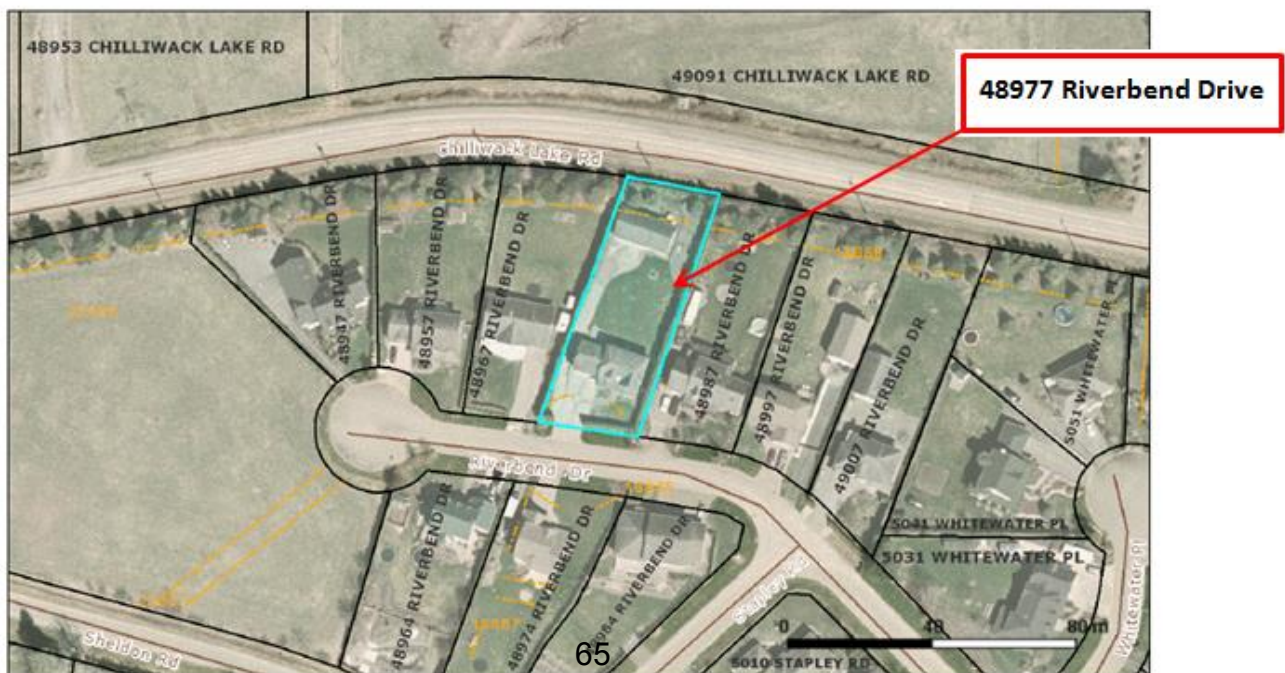 48953 CHILLIWACK LAKE RD
49091 CHILLIWACK LAKE RD
48977 Riverbend Drive
Chilliwack Lake Rd
48947 RIVERBEND DR
48957 RIVERBEND DR
48967 RIVERBEND DR
48987 RIVERBEND DR
48997 RIVERBEND DR
49007 RIVERBEND DR
5051 WHITEWATER PL
Riverbend Dr
5041 WHITEWATER PL
5031 WHITEWATER PL
48964 RIVERBEND DR
48974 RIVERBEND DR
RIVERBEND DR
Stapley Rd
Whitewater Pl
Sheldon Rd
65
0 40 80 m
5010 STAPLEY RD